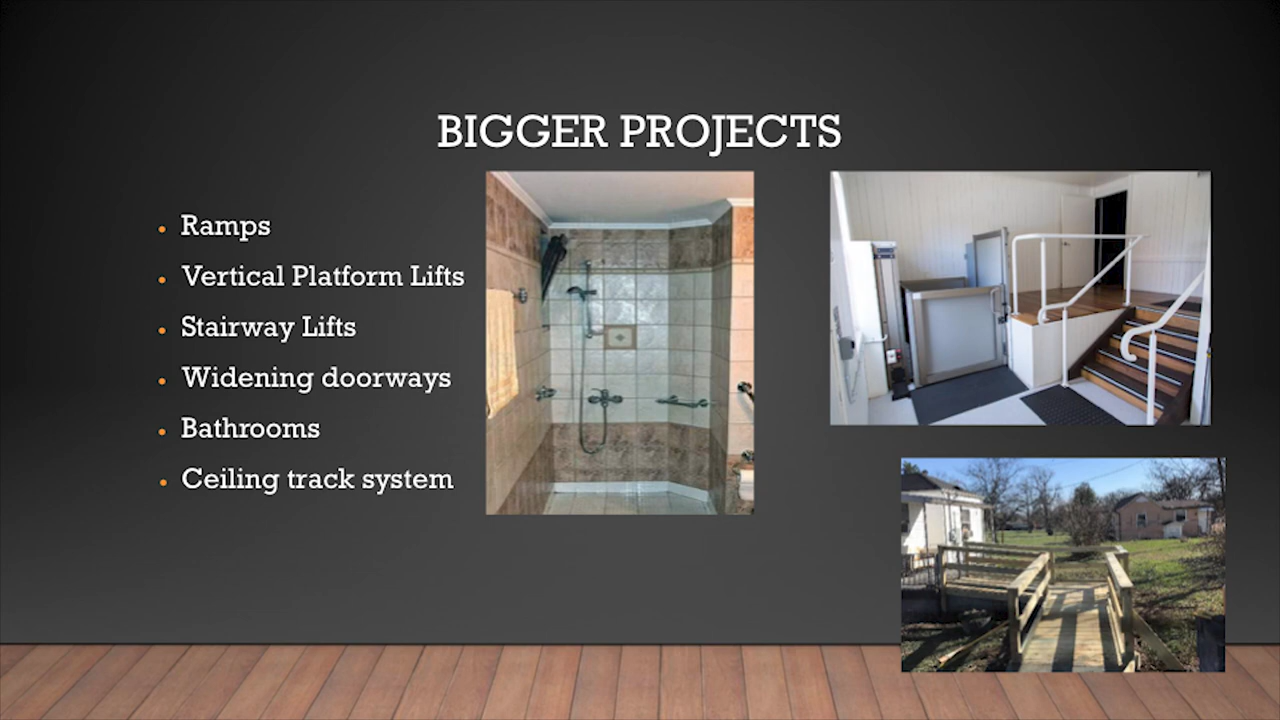 BIGGER PROJECTS
Ramps
Vertical Platform Lifts
Stairway Lifts
Widening doorways
Bathrooms
Ceiling track system